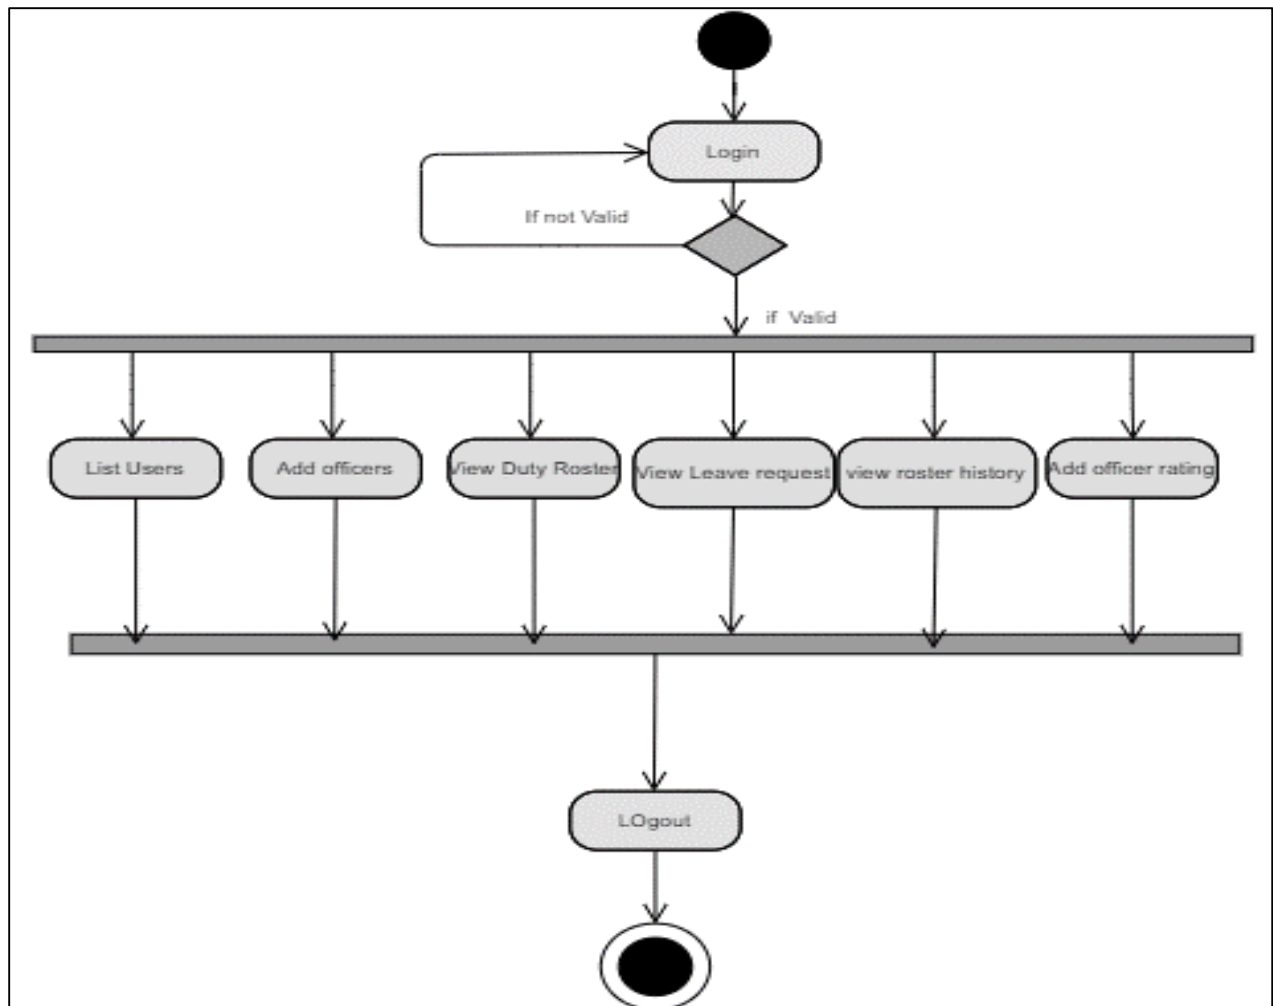 Login
If not Valid
if Valid
List Users
Add officers
View Duty Roster
View Leave request
view roster history
Add officer rating
LOgout